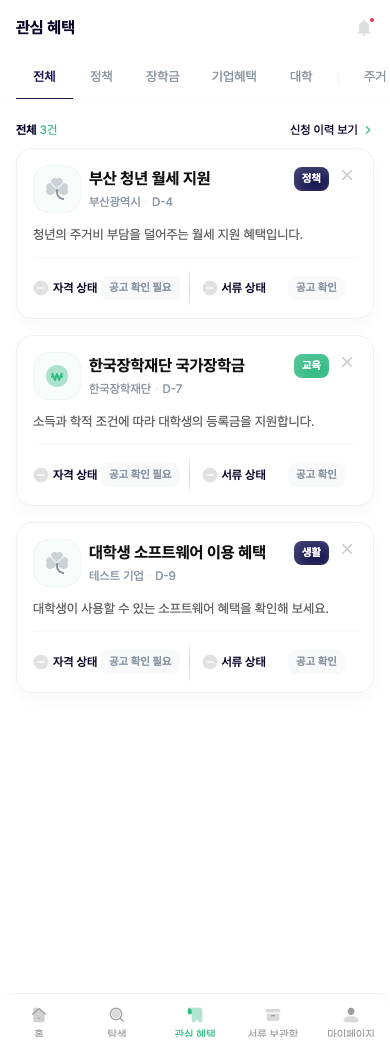 관심 혜택
전체 정책 장학금 기업혜택 대학 주거
전체 3건 신청 이력 보기
부산 청년 월세 지원 정책
부산광역시 · D-4
청년의 주거비 부담을 덜어주는 월세 지원 혜택입니다.
자격 상태 공고 확인 필요 서류 상태 공고 확인
한국장학재단 국가장학금 교육
한국장학재단 · D-7
소득과 학적 조건에 따라 대학생의 등록금을 지원합니다.
자격 상태 공고 확인 필요 서류 상태 공고 확인
대학생 소프트웨어 이용 혜택 생활
테스트 기업 · D-9
대학생이 사용할 수 있는 소프트웨어 혜택을 확인해 보세요.
자격 상태 공고 확인 필요 서류 상태 공고 확인
홈 탐색 관심 혜택 서류 보관함 마이페이지